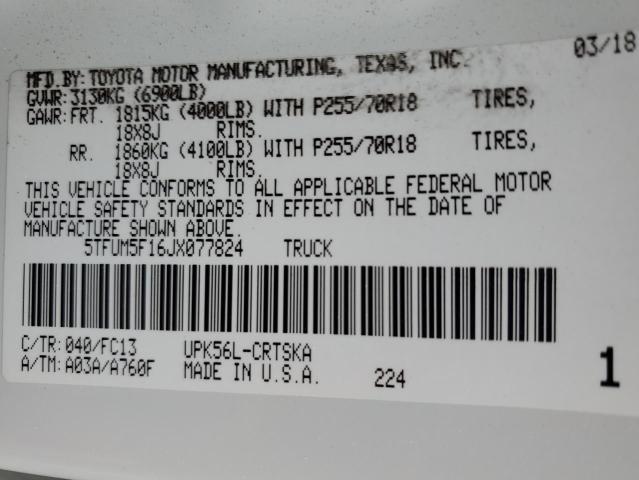 MFD.BY:TOYOTA MOTOR MANUFACTURING, TEXAS, INC. 03/18
GVWR:3130KG (6900LB)
GAWR:FRT. 1815KG (4000LB) WITH P255/70R18 TIRES,
18X8J RIMS.
RR. 1860KG (4100LB) WITH P255/70R18 TIRES,
18X8J RIMS.
THIS VEHICLE CONFORMS TO ALL APPLICABLE FEDERAL MOTOR
VEHICLE SAFETY STANDARDS IN EFFECT ON THE DATE OF
MANUFACTURE SHOWN ABOVE.
5TFUM5F16JX077824 TRUCK
C/TR:040/FC13 UPK56L-CRTSKA
A/TM:A03A/A760F MADE IN U.S.A. 224 1